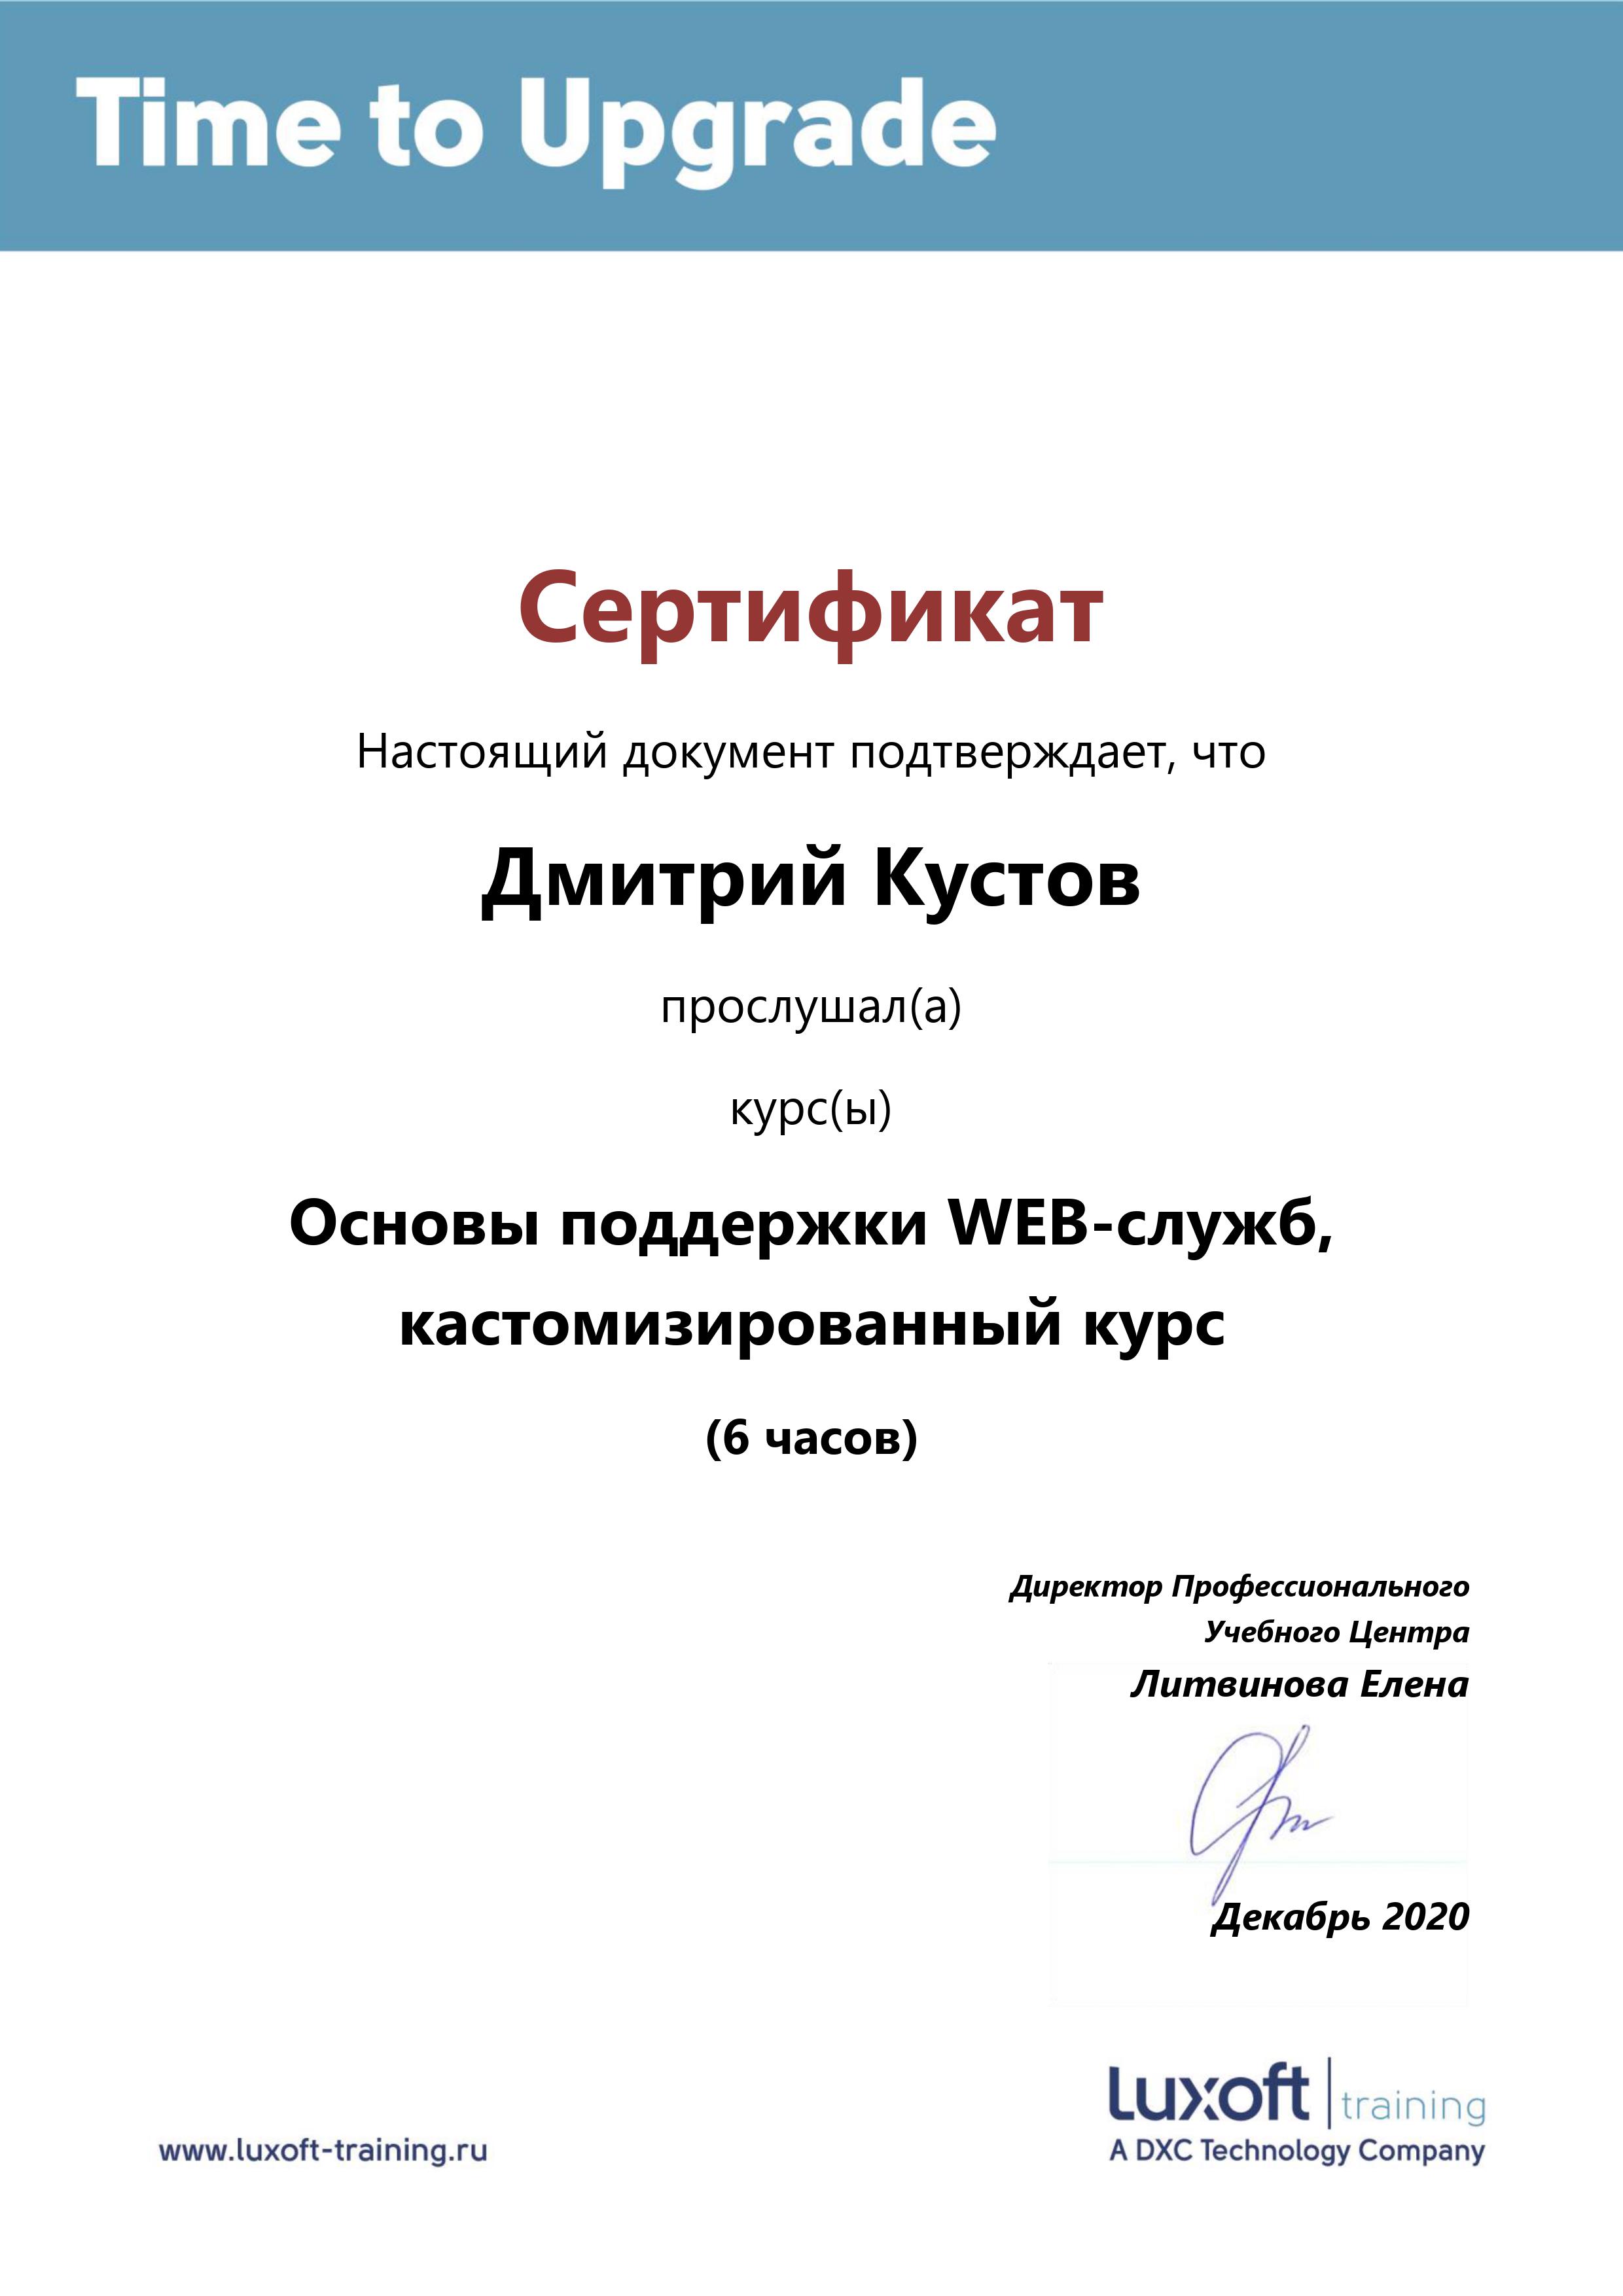 Time to Upgrade
Сертификат
Настоящий документ подтверждает, что
Дмитрий Кустов
прослушал(а)
курс(ы)
Основы поддержки WEB-служб,
кастомизированный курс
(6 часов)
Директор Профессионального
Учебного Центра
Литвинова Елена
Декабрь 2020
luxoft training
www.luxoft-training.ru
A DXC Technology Company